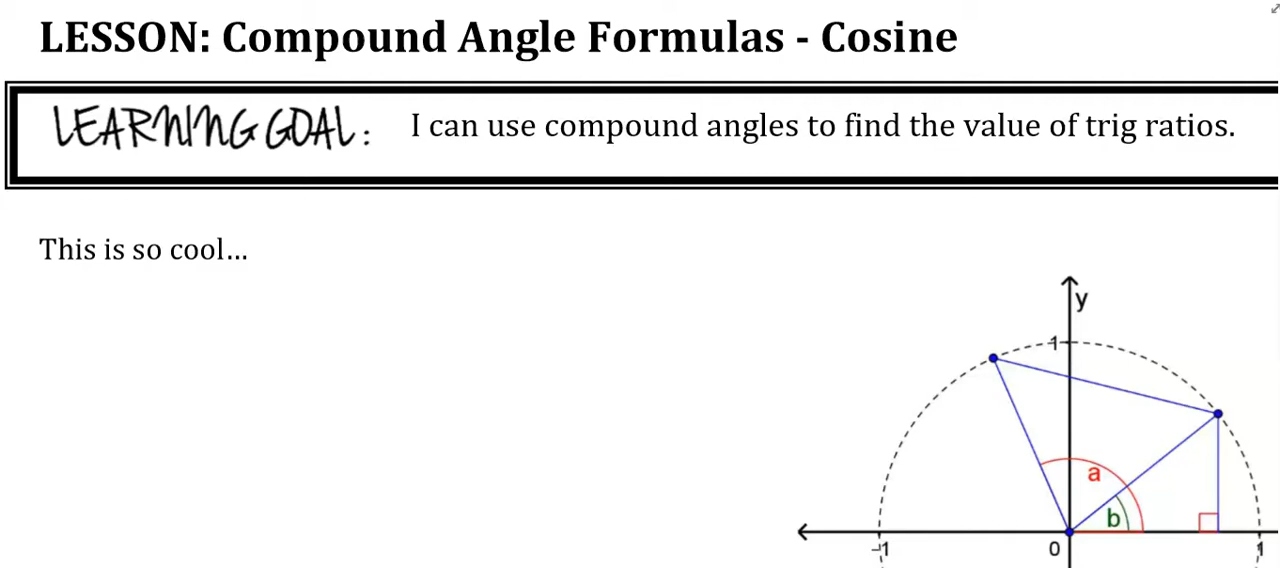 LESSON: Compound Angle Formulas - Cosine
LEARNING GOAL: I can use compound angles to find the value of trig ratios.
This is so cool...
y
1
a
b
-1
0
1